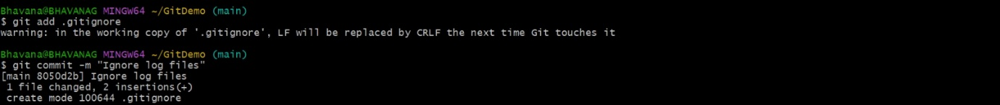 Bhavana@BHAVANAG MINGW64 ~/GitDemo (main)
$ git add .gitignore
warning: in the working copy of '.gitignore', LF will be replaced by CRLF the next time Git touches it
Bhavana@BHAVANAG MINGW64 ~/GitDemo (main)
$ git commit -m "Ignore log files"
[main 8050d2b] Ignore log files
1 file changed, 2 insertions(+)
create mode 100644 .gitignore